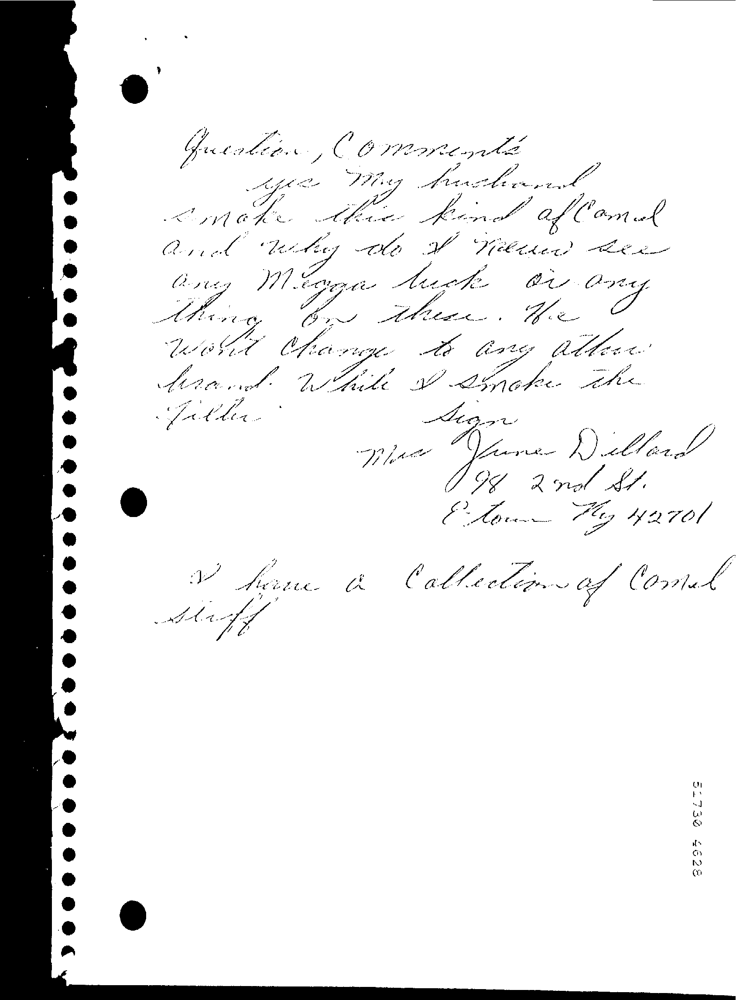 Question, Comment's
yes my husband
smoke this kind of Camel
and why do I never see
any Megga buck or any
thing on these. He
won't change to any other
brand. While I smoke the
filter
sign
Mrs June Dillard
98 2nd St.
E-town Ky 42701
I have a Collection of Camel
stuff
51730 4628